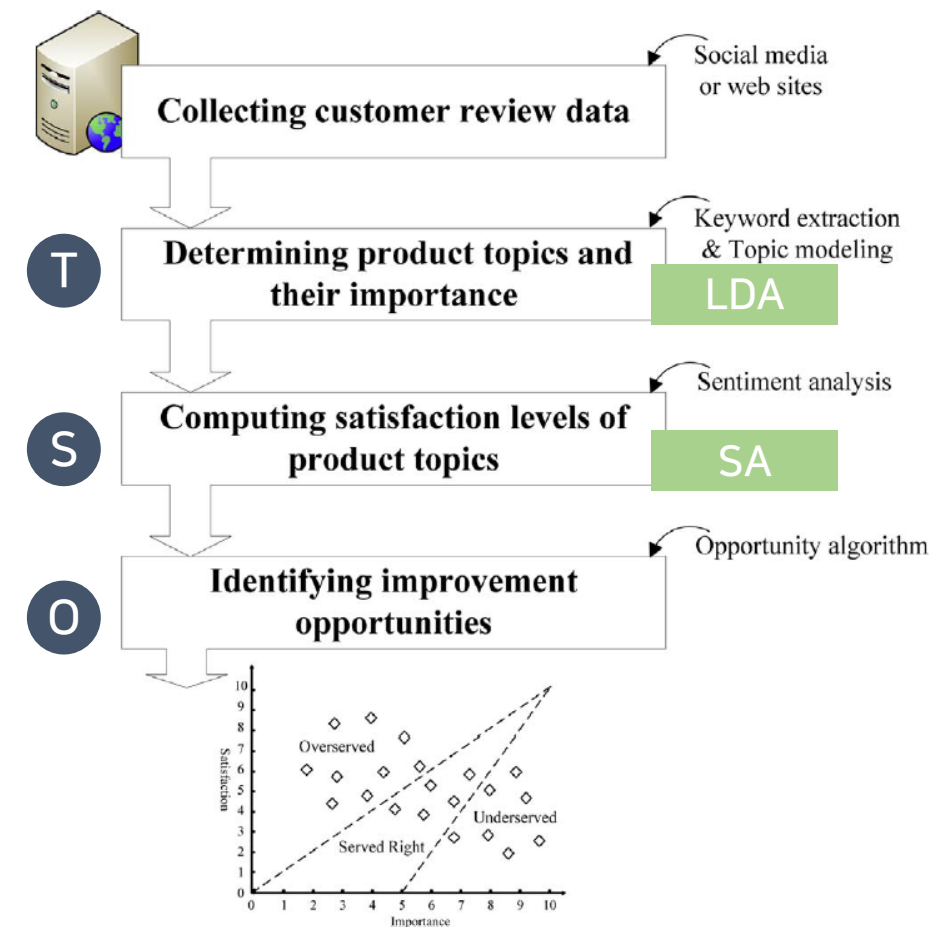 Collecting customer review data
Social media
or web sites
T
Determining product topics and
their importance
Keyword extraction
& Topic modeling
LDA
S
Computing satisfaction levels of
product topics
Sentiment analysis
SA
O
Identifying improvement
opportunities
Opportunity algorithm
10
9
8
7
6
5
4
3
2
1
0
Satisfaction
Overserved
Underserved
Served Right
0 1 2 3 4 5 6 7 8 9 10
Importance